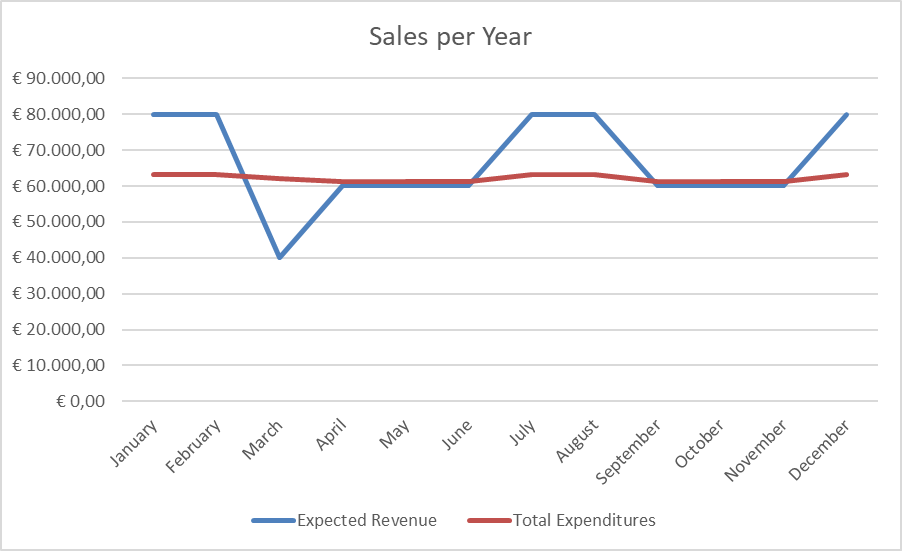 Sales per Year
€ 90.000,00
€ 80.000,00
€ 70.000,00
€ 60.000,00
€ 50.000,00
€ 40.000,00
€ 30.000,00
€ 20.000,00
€ 10.000,00
€ 0,00
January
February
March
April
May
June
July
August
September
October
November
December
Expected Revenue
Total Expenditures